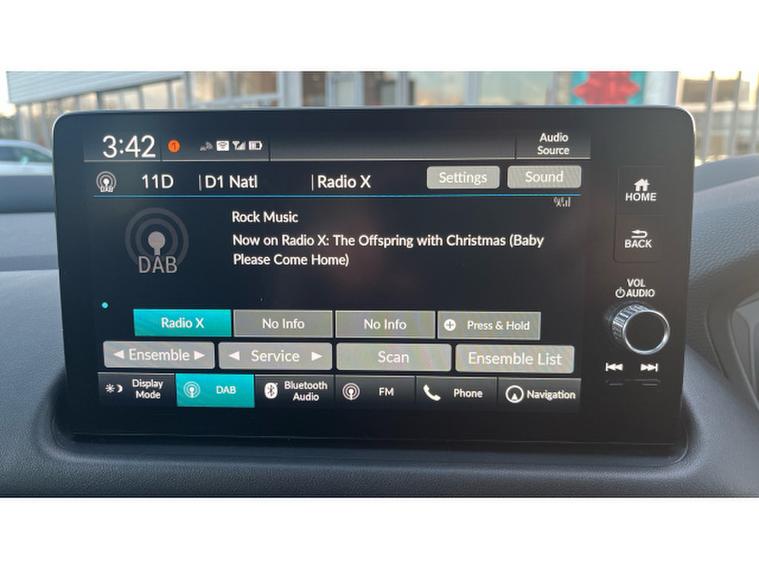 3:42
1
Audio
Source
DAB
11D
|D1 Natl
|Radio X
Settings
Sound
HOME
Rock Music
Now on Radio X: The Offspring with Christmas (Baby
Please Come Home)
DAB
BACK
VOL
AUDIO
Radio X
No Info
No Info
Press & Hold
Ensemble
Service
Scan
Ensemble List
Display
Mode
DAB
Bluetooth
Audio
FM
Phone
Navigation